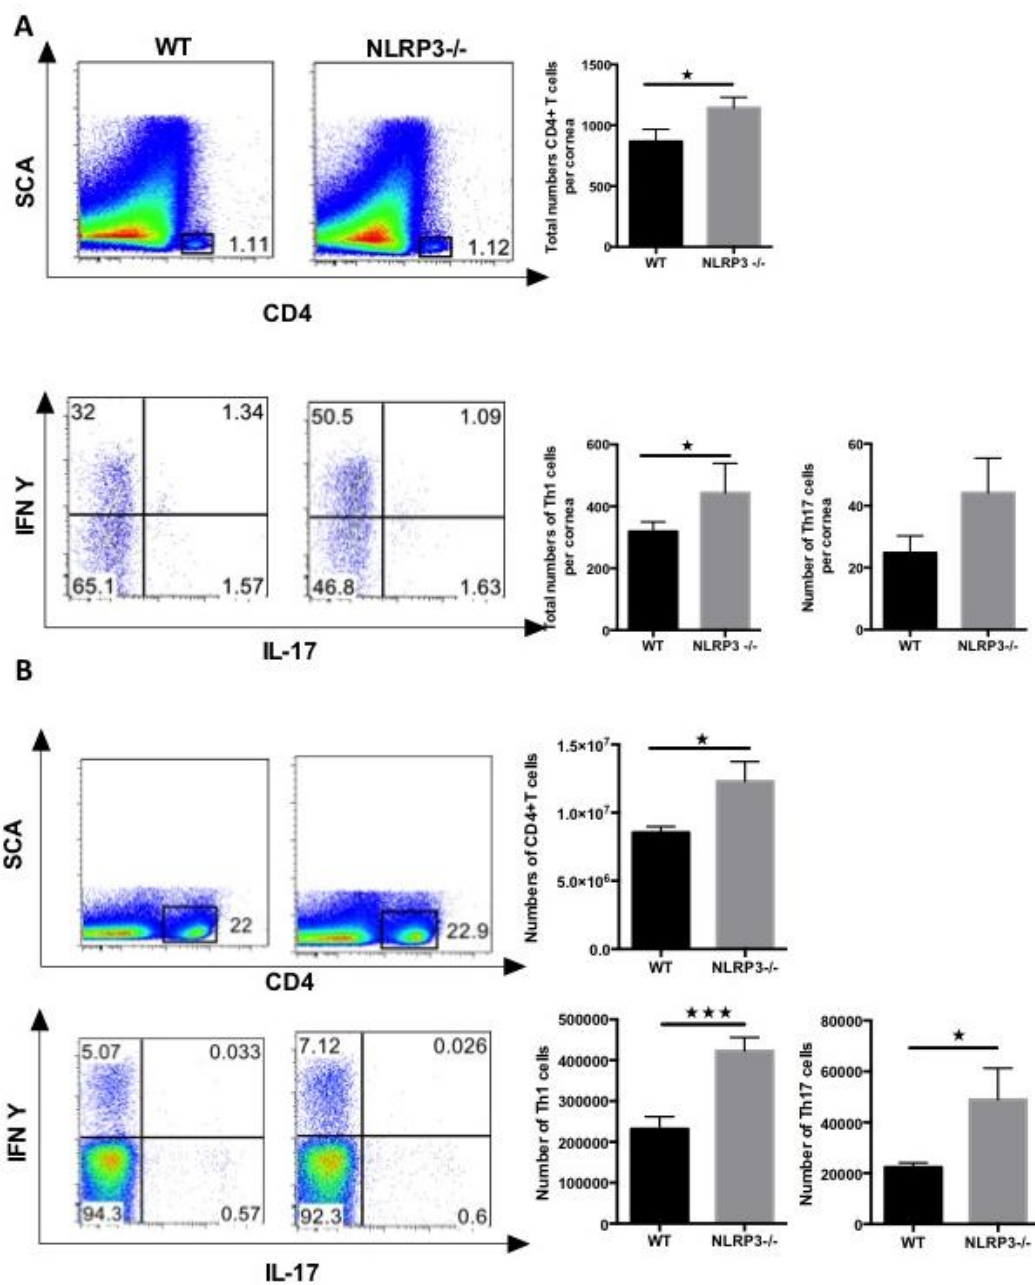 A
WT NLRP3-/-
SCA
1.11
1.12
CD4
Total numbers CD4+ T cells
per cornea
1500
1000
500
0
WT NLRP3 -/-
★
IFN Y
32 1.34
65.1 1.57
50.5 1.09
46.8 1.63
IL-17
Total numbers of Th1 cells
per cornea
600
400
200
0
WT NLRP3 -/-
★
Number of Th17 cells
per cornea
60
40
20
0
WT NLRP3-/-
B
SCA
22
22.9
CD4
Numbers of CD4+T cells
1.5×10⁷
1.0×10⁷
5.0×10⁶
0.0
WT NLRP3-/-
★
IFN Y
5.07 0.033
94.3 0.57
7.12 0.026
92.3 0.6
IL-17
Number of Th1 cells
500000
400000
300000
200000
100000
0
WT NLRP3-/-
★★★
Number of Th17 cells
80000
60000
40000
20000
0
WT NLRP3-/-
★